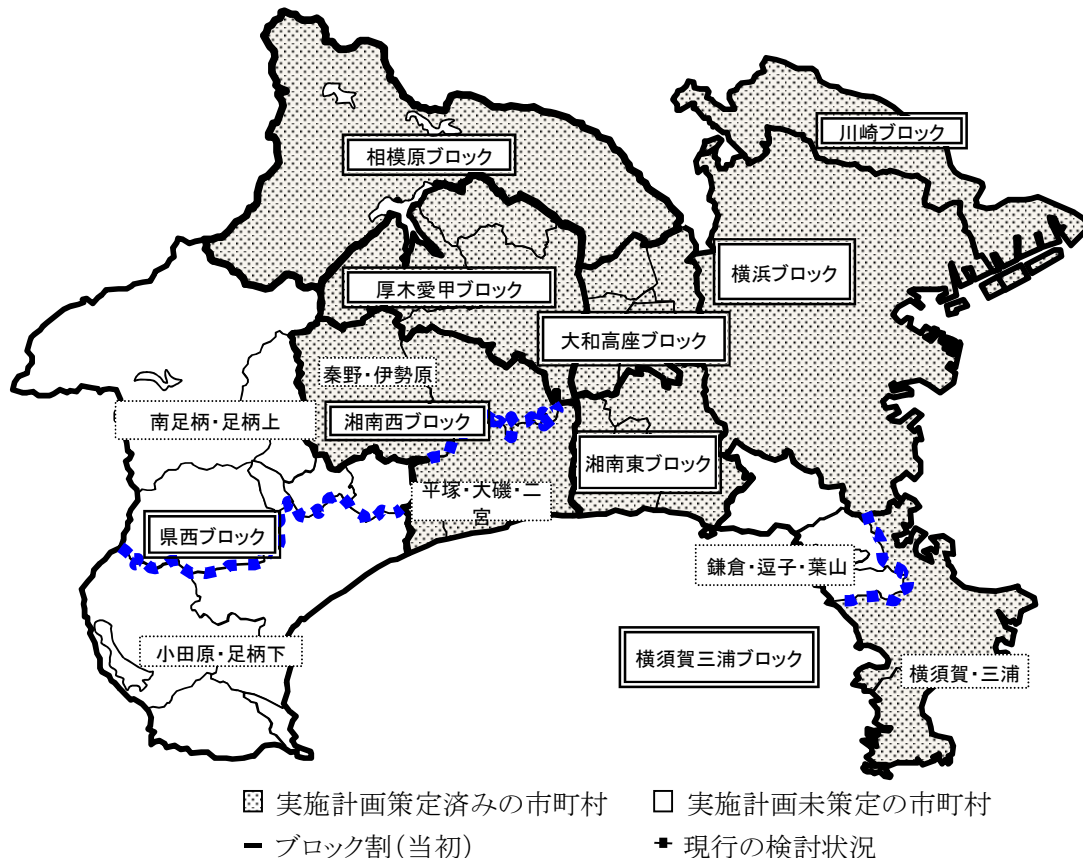 川崎ブロック
相模原ブロック
横浜ブロック
厚木愛甲ブロック
大和高座ブロック
秦野・伊勢原
南足柄・足柄上
湘南西ブロック
湘南東ブロック
平塚・大磯・二
宮
県西ブロック
鎌倉・逗子・葉山
小田原・足柄下
横須賀三浦ブロック
横須賀・三浦
実施計画策定済みの市町村
実施計画未策定の市町村
ブロック割(当初)
現行の検討状況